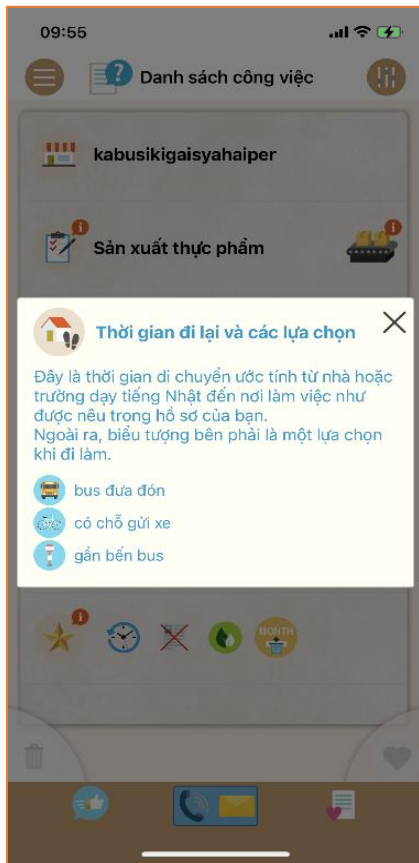 09:55
Danh sách công việc
kabusikigaisyahaiper
Sản xuất thực phẩm
Thời gian đi lại và các lựa chọn
Đây là thời gian di chuyển ước tính từ nhà hoặc
trường dạy tiếng Nhật đến nơi làm việc như
được nêu trong hồ sơ của bạn.
Ngoài ra, biểu tượng bên phải là một lựa chọn
khi đi làm.
bus đưa đón
có chỗ gửi xe
gần bến bus
MONTH